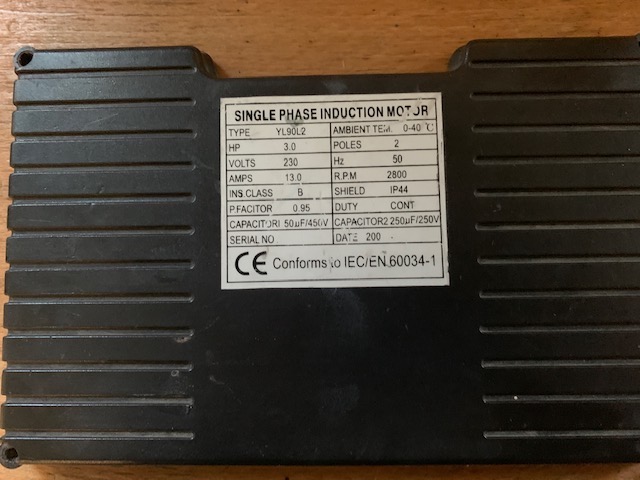 SINGLE PHASE INDUCTION MOTOR
TYPE YL90L2 AMBIENT TEM. 0-40 ℃
HP 3.0 POLES 2
VOLTS 230 Hz 50
AMPS 13.0 R.P.M 2800
INS.CLASS B SHIELD IP44
P.FACITOR 0.95 DUTY CONT
CAPACITOR1 50µF/450V CAPACITOR2 250µF/250V
SERIAL NO DATE 200
CE Conforms to IEC/EN 60034-1